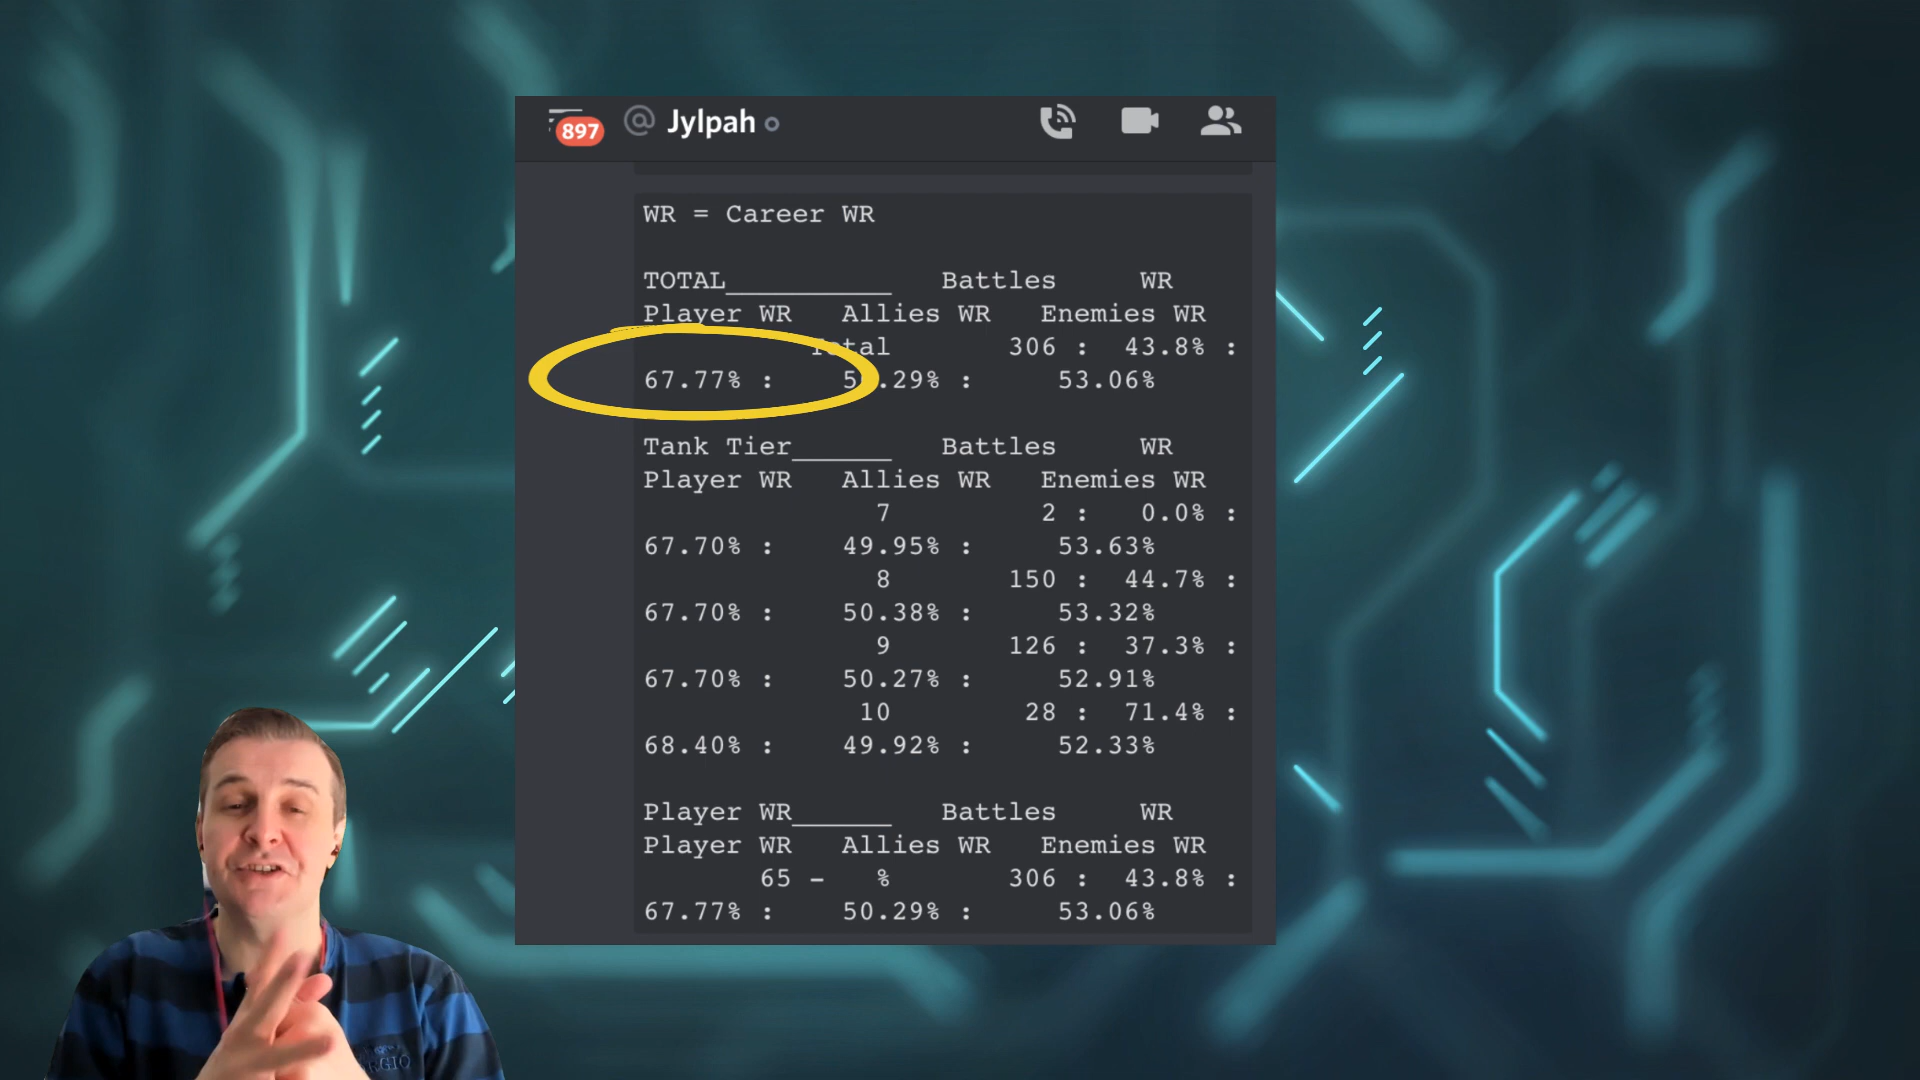 897 @ Jylpah
WR = Career WR
TOTAL__________ Battles WR
Player WR Allies WR Enemies WR
Total 306 : 43.8% :
67.77% : 5 .29% : 53.06%
Tank Tier______ Battles WR
Player WR Allies WR Enemies WR
7 2 : 0.0% :
67.70% : 49.95% : 53.63%
8 150 : 44.7% :
67.70% : 50.38% : 53.32%
9 126 : 37.3% :
67.70% : 50.27% : 52.91%
10 28 : 71.4% :
68.40% : 49.92% : 52.33%
Player WR______ Battles WR
Player WR Allies WR Enemies WR
65 - % 306 : 43.8% :
67.77% : 50.29% : 53.06%